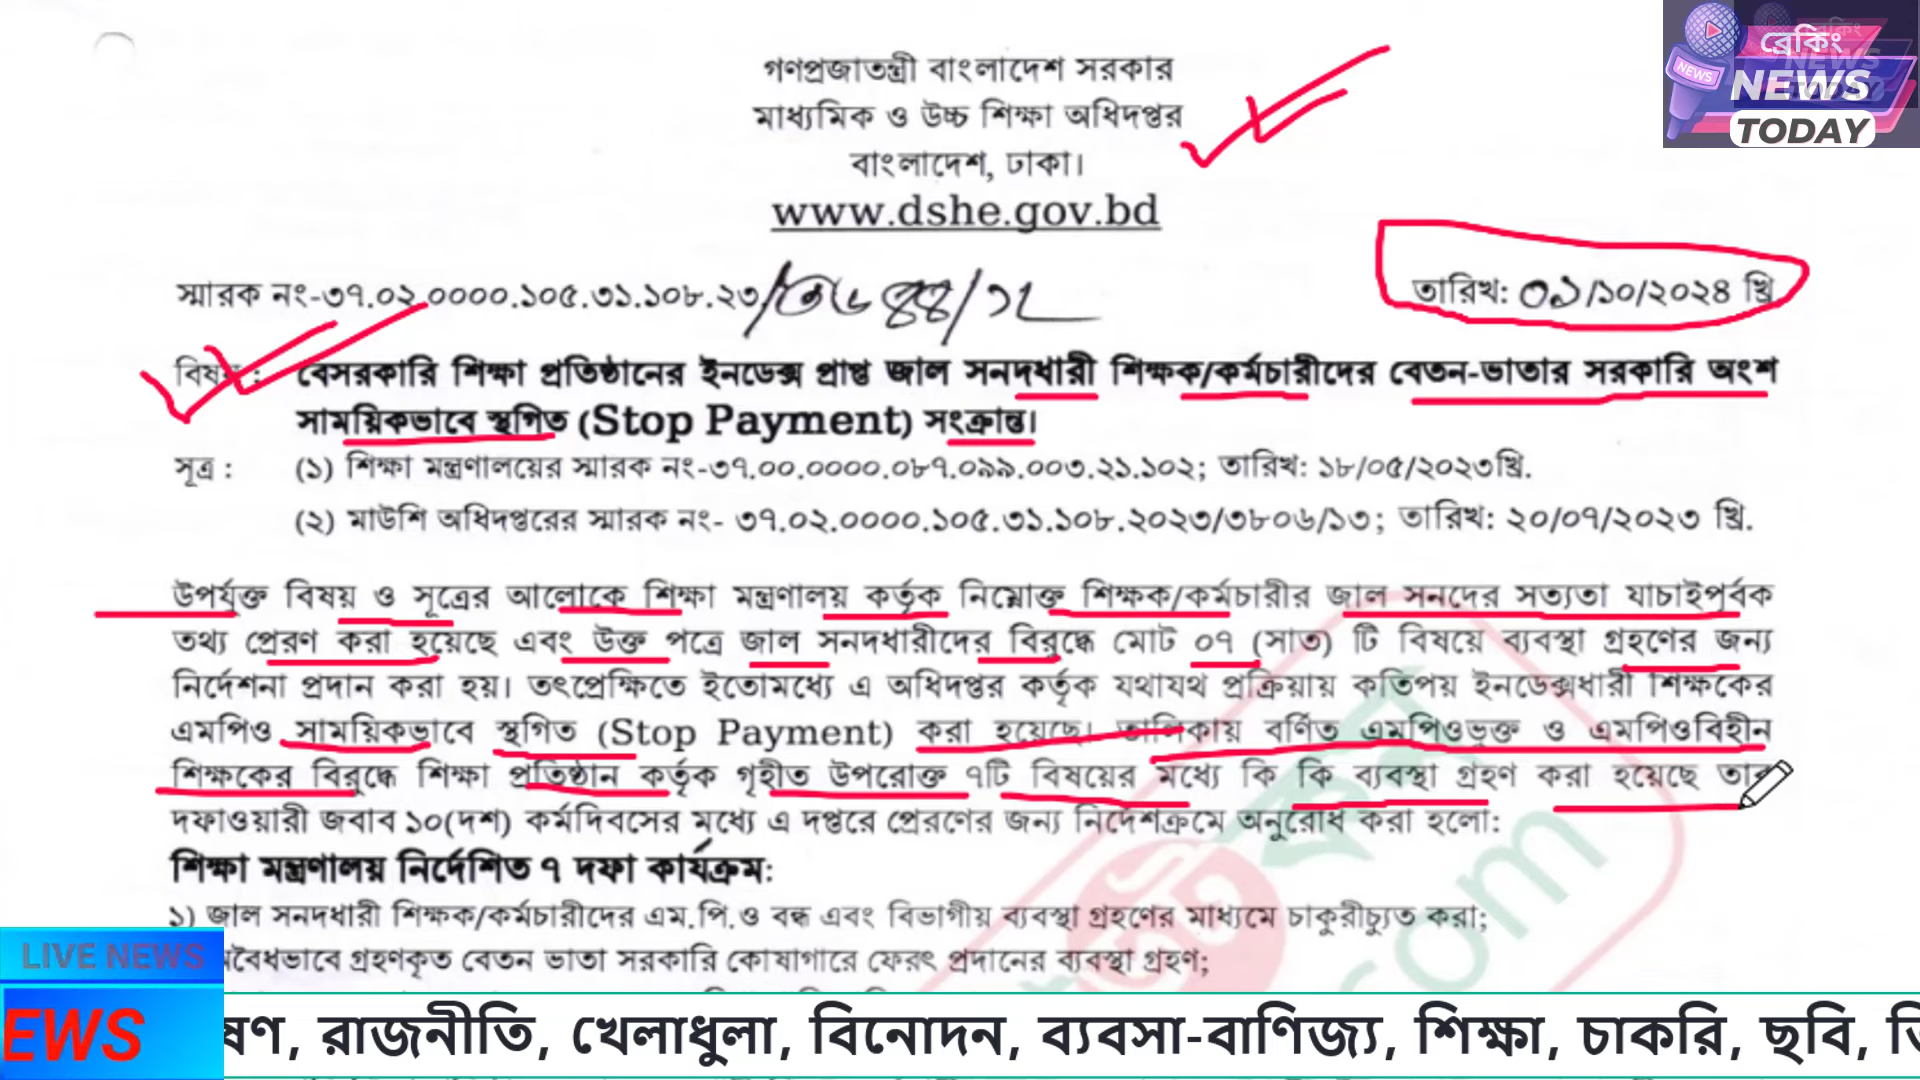 ব্রেকিং
NEWS
NEWS
TODAY
গণপ্রজাতন্ত্রী বাংলাদেশ সরকার
মাধ্যমিক ও উচ্চ শিক্ষা অধিদপ্তর
বাংলাদেশ, ঢাকা।
www.dshe.gov.bd
স্মারক নং-৩৭.০২.০০০০.১০৫.৩১.১০৮.২৩/
তারিখ: ০১/১০/২০২৪ খ্রি
বিষয় : বেসরকারি শিক্ষা প্রতিষ্ঠানের ইনডেক্স প্রাপ্ত জাল সনদধারী শিক্ষক/কর্মচারীদের বেতন-ভাতার সরকারি অংশ
সাময়িকভাবে স্থগিত (Stop Payment) সংক্রান্ত।
সূত্র : (১) শিক্ষা মন্ত্রণালয়ের স্মারক নং-৩৭.০০.০০০০.০৮৭.০৯৯.০০৩.২১.১০২; তারিখ: ১৮/০৫/২০২৩খ্রি.
(২) মাউশি অধিদপ্তরের স্মারক নং- ৩৭.০২.০০০০.১০৫.৩১.১০৮.২০২৩/৩৮০৬/১৩; তারিখ: ২০/০৭/২০২৩ খ্রি.
উপর্যুক্ত বিষয় ও সূত্রের আলোকে শিক্ষা মন্ত্রণালয় কর্তৃক নিম্নোক্ত শিক্ষক/কর্মচারীর জাল সনদের সত্যতা যাচাইপূর্বক
তথ্য প্রেরণ করা হয়েছে এবং উক্ত পত্রে জাল সনদধারীদের বিরুদ্ধে মোট ০৭ (সাত) টি বিষয়ে ব্যবস্থা গ্রহণের জন্য
নির্দেশনা প্রদান করা হয়। তৎপ্রেক্ষিতে ইতোমধ্যে এ অধিদপ্তর কর্তৃক যথাযথ প্রক্রিয়ায় কতিপয় ইনডেক্সধারী শিক্ষকের
এমপিও সাময়িকভাবে স্থগিত (Stop Payment) করা হয়েছে। তালিকায় বর্ণিত এমপিওভুক্ত ও এমপিওবিহীন
শিক্ষকের বিরুদ্ধে শিক্ষা প্রতিষ্ঠান কর্তৃক গৃহীত উপরোক্ত ৭টি বিষয়ের মধ্যে কি কি ব্যবস্থা গ্রহণ করা হয়েছে তার
দফাওয়ারী জবাব ১০(দশ) কর্মদিবসের মধ্যে এ দপ্তরে প্রেরণের জন্য নির্দেশক্রমে অনুরোধ করা হলো:
শিক্ষা মন্ত্রণালয় নির্দেশিত ৭ দফা কার্যক্রম:
১) জাল সনদধারী শিক্ষক/কর্মচারীদের এম.পি.ও বন্ধ এবং বিভাগীয় ব্যবস্থা গ্রহণের মাধ্যমে চাকুরীচ্যুত করা;
অবৈধভাবে গ্রহণকৃত বেতন ভাতা সরকারি কোষাগারে ফেরৎ প্রদানের ব্যবস্থা গ্রহণ;
LIVE NEWS
EWS
ষণ, রাজনীতি, খেলাধুলা, বিনোদন, ব্যবসা-বাণিজ্য, শিক্ষা, চাকরি, ছবি, ভি